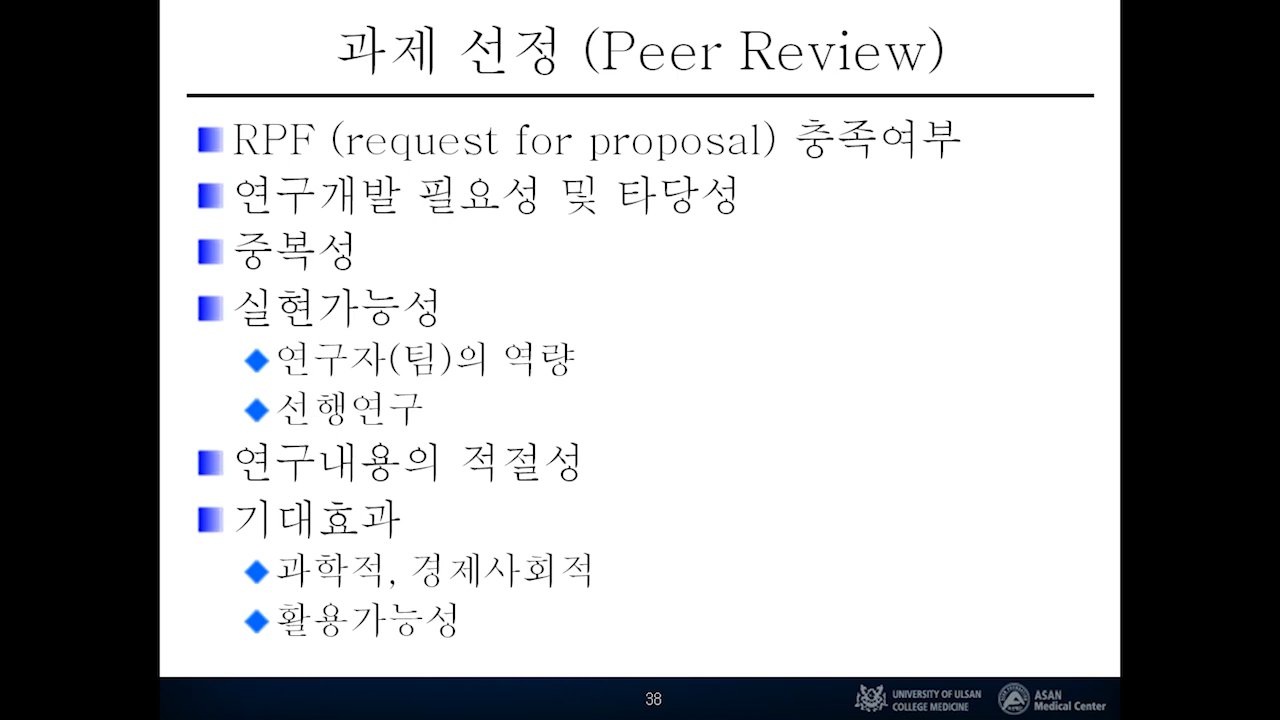 과제 선정 (Peer Review)
RPF (request for proposal) 충족여부
연구개발 필요성 및 타당성
중복성
실현가능성
연구자(팀)의 역량
선행연구
연구내용의 적절성
기대효과
과학적, 경제사회적
활용가능성
38
UNIVERSITY OF ULSAN
COLLEGE MEDICINE
ASAN
Medical Center